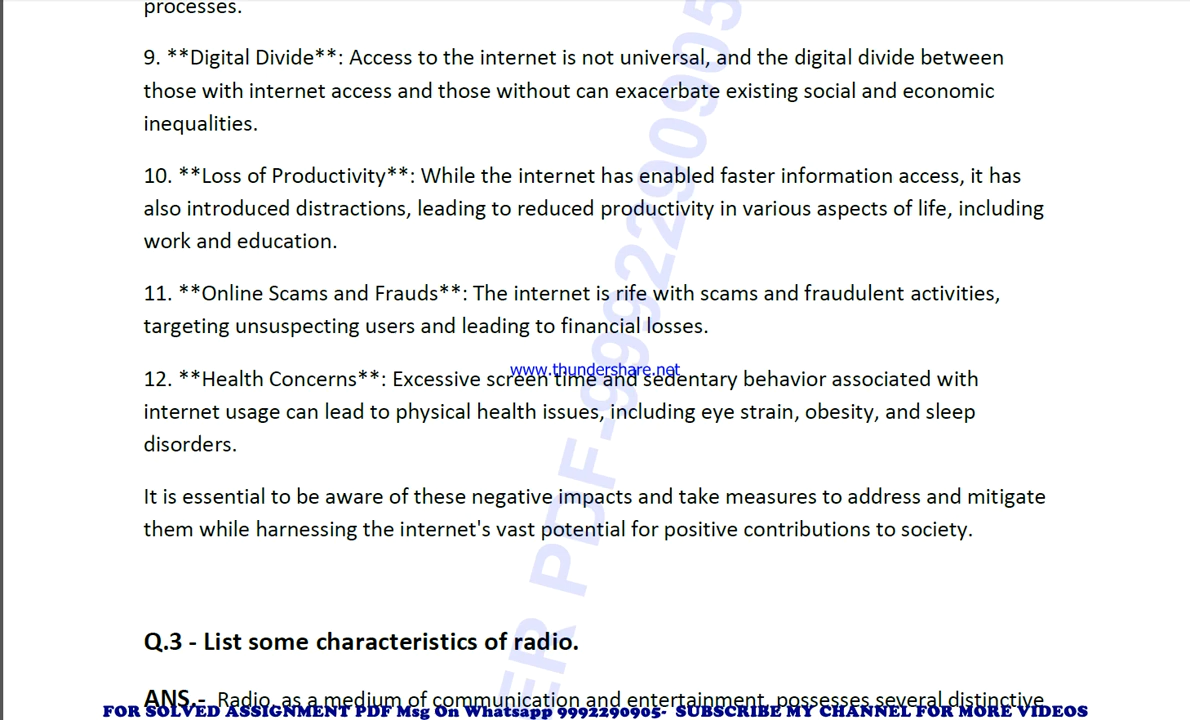 processes.
9. **Digital Divide**: Access to the internet is not universal, and the digital divide between
those with internet access and those without can exacerbate existing social and economic
inequalities.
10. **Loss of Productivity**: While the internet has enabled faster information access, it has
also introduced distractions, leading to reduced productivity in various aspects of life, including
work and education.
11. **Online Scams and Frauds**: The internet is rife with scams and fraudulent activities,
targeting unsuspecting users and leading to financial losses.
www.thundershare.net
12. **Health Concerns**: Excessive screen time and sedentary behavior associated with
internet usage can lead to physical health issues, including eye strain, obesity, and sleep
disorders.
It is essential to be aware of these negative impacts and take measures to address and mitigate
them while harnessing the internet's vast potential for positive contributions to society.
Q.3 - List some characteristics of radio.
ANS.- Radio, as a medium of communication and entertainment, possesses several distinctive
FOR SOLVED ASSIGNMENT PDF Msg On Whatsapp 9992290905- SUBSCRIBE MY CHANNEL FOR MORE VIDEOS
ER PDF-9992290905